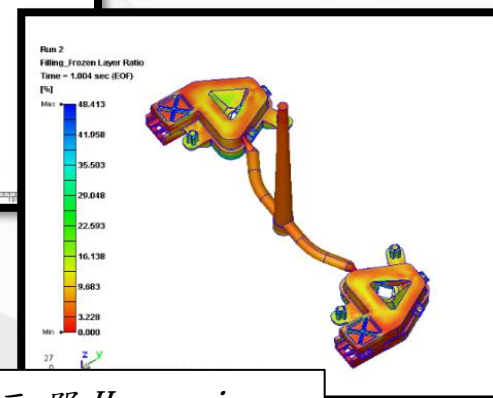 Run 2
Filling_Frozen Layer Ratio
Time = 1.004 sec (EOF)
[%]
Max
48.413
41.958
35.503
29.048
22.593
16.138
9.683
3.228
Min
0.000
27
z
y